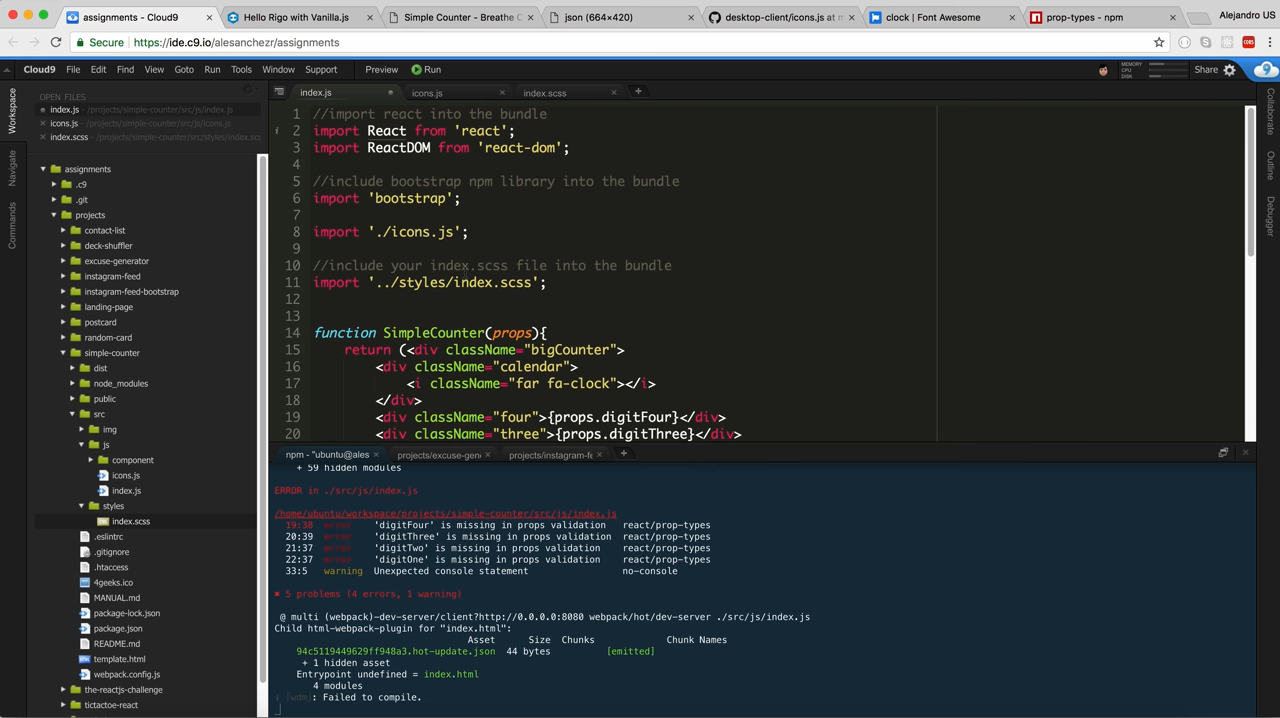 assignments - Cloud9
Hello Rigo with Vanilla.js
Simple Counter - Breathe C
json (664×420)
desktop-client/icons.js at m
clock | Font Awesome
prop-types - npm
Alejandro US
Secure
https://ide.c9.io/alesanchezr/assignments
Cloud9 File Edit Find View Goto Run Tools Window Support Preview Run
MEMORY
CPU
DISK
Share
Workspace
Navigate
Commands
OPEN FILES
index.js - /projects/simple-counter/src/js/index.js
icons.js - /projects/simple-counter/src/js/icons.js
index.scss - /projects/simple-counter/src/styles/index.scss
assignments
.c9
.git
projects
contact-list
deck-shuffler
excuse-generator
instagram-feed
instagram-feed-bootstrap
landing-page
postcard
random-card
simple-counter
dist
node_modules
public
src
img
js
component
icons.js
index.js
styles
index.scss
.eslintrc
.gitignore
.htaccess
4geeks.ico
MANUAL.md
package-lock.json
package.json
README.md
template.html
webpack.config.js
the-reactjs-challenge
tictactoe-react
index.js
icons.js
index.scss
1 //import react into the bundle
2 import React from 'react';
3 import ReactDOM from 'react-dom';
4
5 //include bootstrap npm library into the bundle
6 import 'bootstrap';
7
8 import './icons.js';
9
10 //include your index.scss file into the bundle
11 import '../styles/index.scss';
12
13
14 function SimpleCounter(props){
15 return (<div className="bigCounter">
16 <div className="calendar">
17 <i className="far fa-clock"></i>
18 </div>
19 <div className="four">{props.digitFour}</div>
20 <div className="three">{props.digitThree}</div>
Collaborate
Outline
Debugger
npm - "ubuntu@ales
projects/excuse-gen
projects/instagram-fe
+ 59 hidden modules
ERROR in ./src/js/index.js
/home/ubuntu/workspace/projects/simple-counter/src/js/index.js
19:38 error 'digitFour' is missing in props validation react/prop-types
20:39 error 'digitThree' is missing in props validation react/prop-types
21:37 error 'digitTwo' is missing in props validation react/prop-types
22:37 error 'digitOne' is missing in props validation react/prop-types
33:5 warning Unexpected console statement no-console
✖ 5 problems (4 errors, 1 warning)
@ multi (webpack)-dev-server/client?http://0.0.0.0:8080 webpack/hot/dev-server ./src/js/index.js
Child html-webpack-plugin for "index.html":
Asset Size Chunks Chunk Names
94c5119449629ff948a3.hot-update.json 44 bytes [emitted]
+ 1 hidden asset
Entrypoint undefined = index.html
4 modules
i [wdm]: Failed to compile.